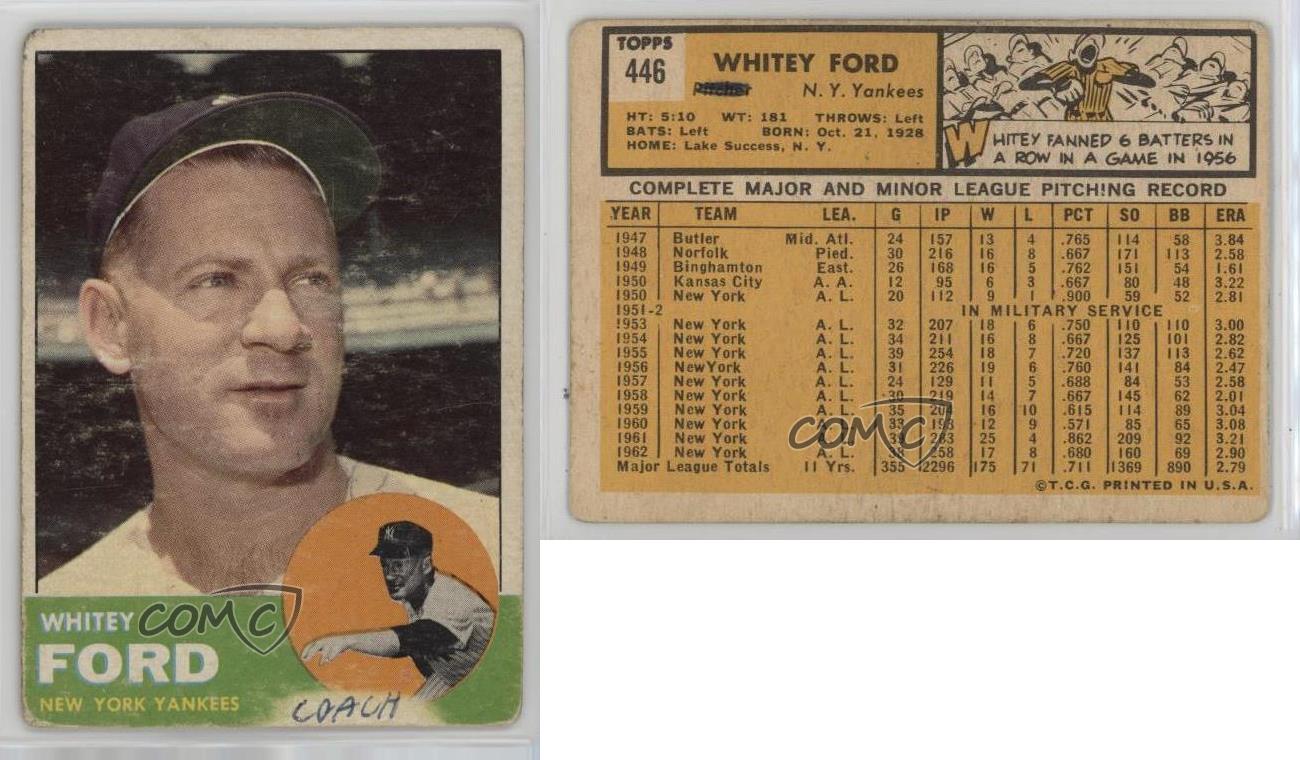 WHITEY
FORD
NEW YORK YANKEES
COACH
COMC
NY
TOPPS
446
WHITEY FORD
Pitcher N. Y. Yankees
HT: 5:10 WT: 181 THROWS: Left
BATS: Left BORN: Oct. 21, 1928
HOME: Lake Success, N. Y.
WHITEY FANNED 6 BATTERS IN
A ROW IN A GAME IN 1956
COMPLETE MAJOR AND MINOR LEAGUE PITCHING RECORD
YEAR TEAM LEA. G IP W L PCT SO BB ERA
1947 Butler Mid. Atl. 24 157 13 4 .765 114 58 3.84
1948 Norfolk Pied. 30 216 16 8 .667 171 113 2.58
1949 Binghamton East. 26 168 16 5 .762 151 54 1.61
1950 Kansas City A. A. 12 95 6 3 .667 80 48 3.22
1950 New York A. L. 20 112 9 1 .900 59 52 2.81
1951-2 IN MILITARY SERVICE
1953 New York A. L. 32 207 18 6 .750 110 110 3.00
1954 New York A. L. 34 211 16 8 .667 125 101 2.82
1955 New York A. L. 39 254 18 7 .720 137 113 2.62
1956 NewYork A. L. 31 226 19 6 .760 141 84 2.47
1957 New York A. L. 24 129 11 5 .688 84 53 2.58
1958 New York A. L. 30 219 14 7 .667 145 62 2.01
1959 New York A. L. 35 204 16 10 .615 114 89 3.04
1960 New York A. L. 33 193 12 9 .571 85 65 3.08
1961 New York A. L. 39 283 25 4 .862 209 92 3.21
1962 New York A. L. 38 258 17 8 .680 160 69 2.90
Major League Totals 11 Yrs. 355 2296 175 71 .711 1369 890 2.79
©T.C.G. PRINTED IN U.S.A.
COMC